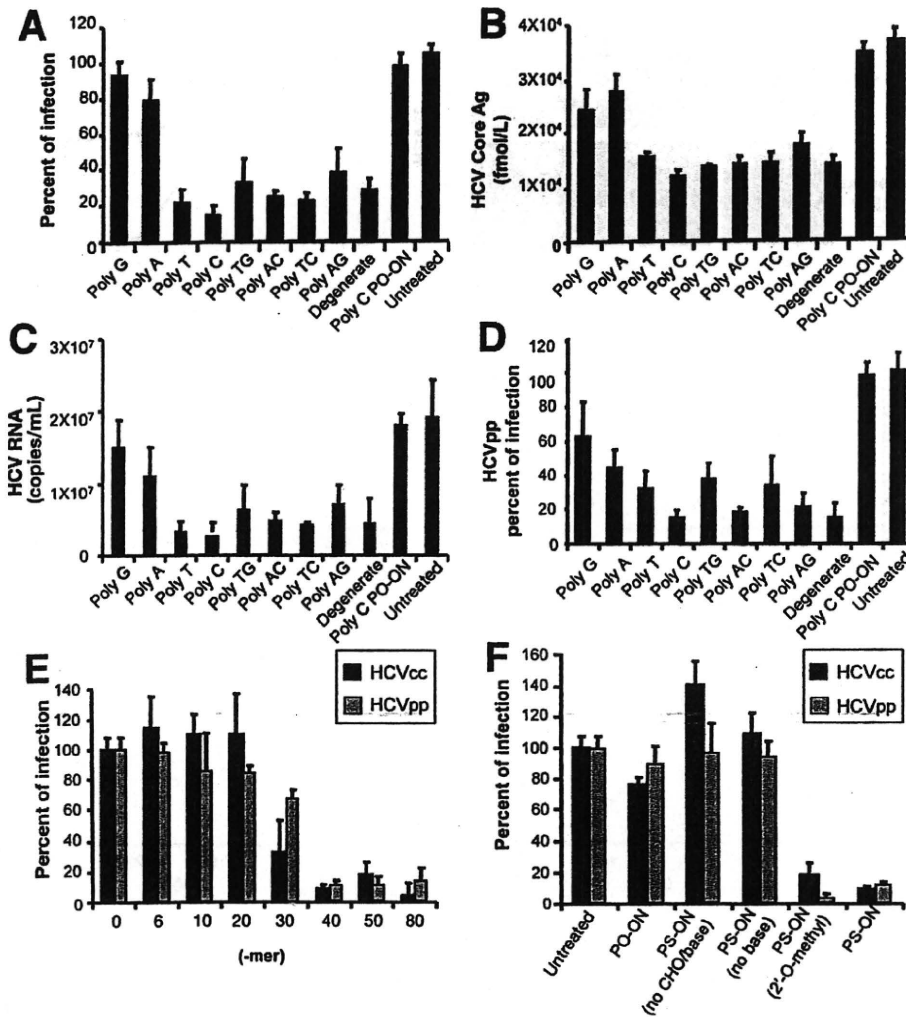 A
Percent of infection
120
100
80
60
40
20
0
Poly G
Poly A
Poly T
Poly C
Poly TG
Poly AC
Poly TC
Poly AG
Degenerate
Poly C PO-ON
Untreated
B
HCV Core Ag
(fmol/L)
4X10⁴
3X10⁴
2X10⁴
1X10⁴
0
Poly G
Poly A
Poly T
Poly C
Poly TG
Poly AC
Poly TC
Poly AG
Degenerate
Poly C PO-ON
Untreated
C
HCV RNA
(copies/mL)
3X10⁷
2X10⁷
1X10⁷
0
Poly G
Poly A
Poly T
Poly C
Poly TG
Poly AC
Poly TC
Poly AG
Degenerate
Poly C PO-ON
Untreated
D
HCVpp
percent of infection
120
100
80
60
40
20
0
Poly G
Poly A
Poly T
Poly C
Poly TG
Poly AC
Poly TC
Poly AG
Degenerate
Poly C PO-ON
Untreated
E
HCVcc
HCVpp
Percent of infection
140
120
100
80
60
40
20
0
0 6 10 20 30 40 50 80
(-mer)
F
HCVcc
HCVpp
Percent of infection
160
140
120
100
80
60
40
20
0
Untreated
PO-ON
PS-ON
(no CHO/base)
PS-ON
(no base)
PS-ON
(2'-O-methyl)
PS-ON